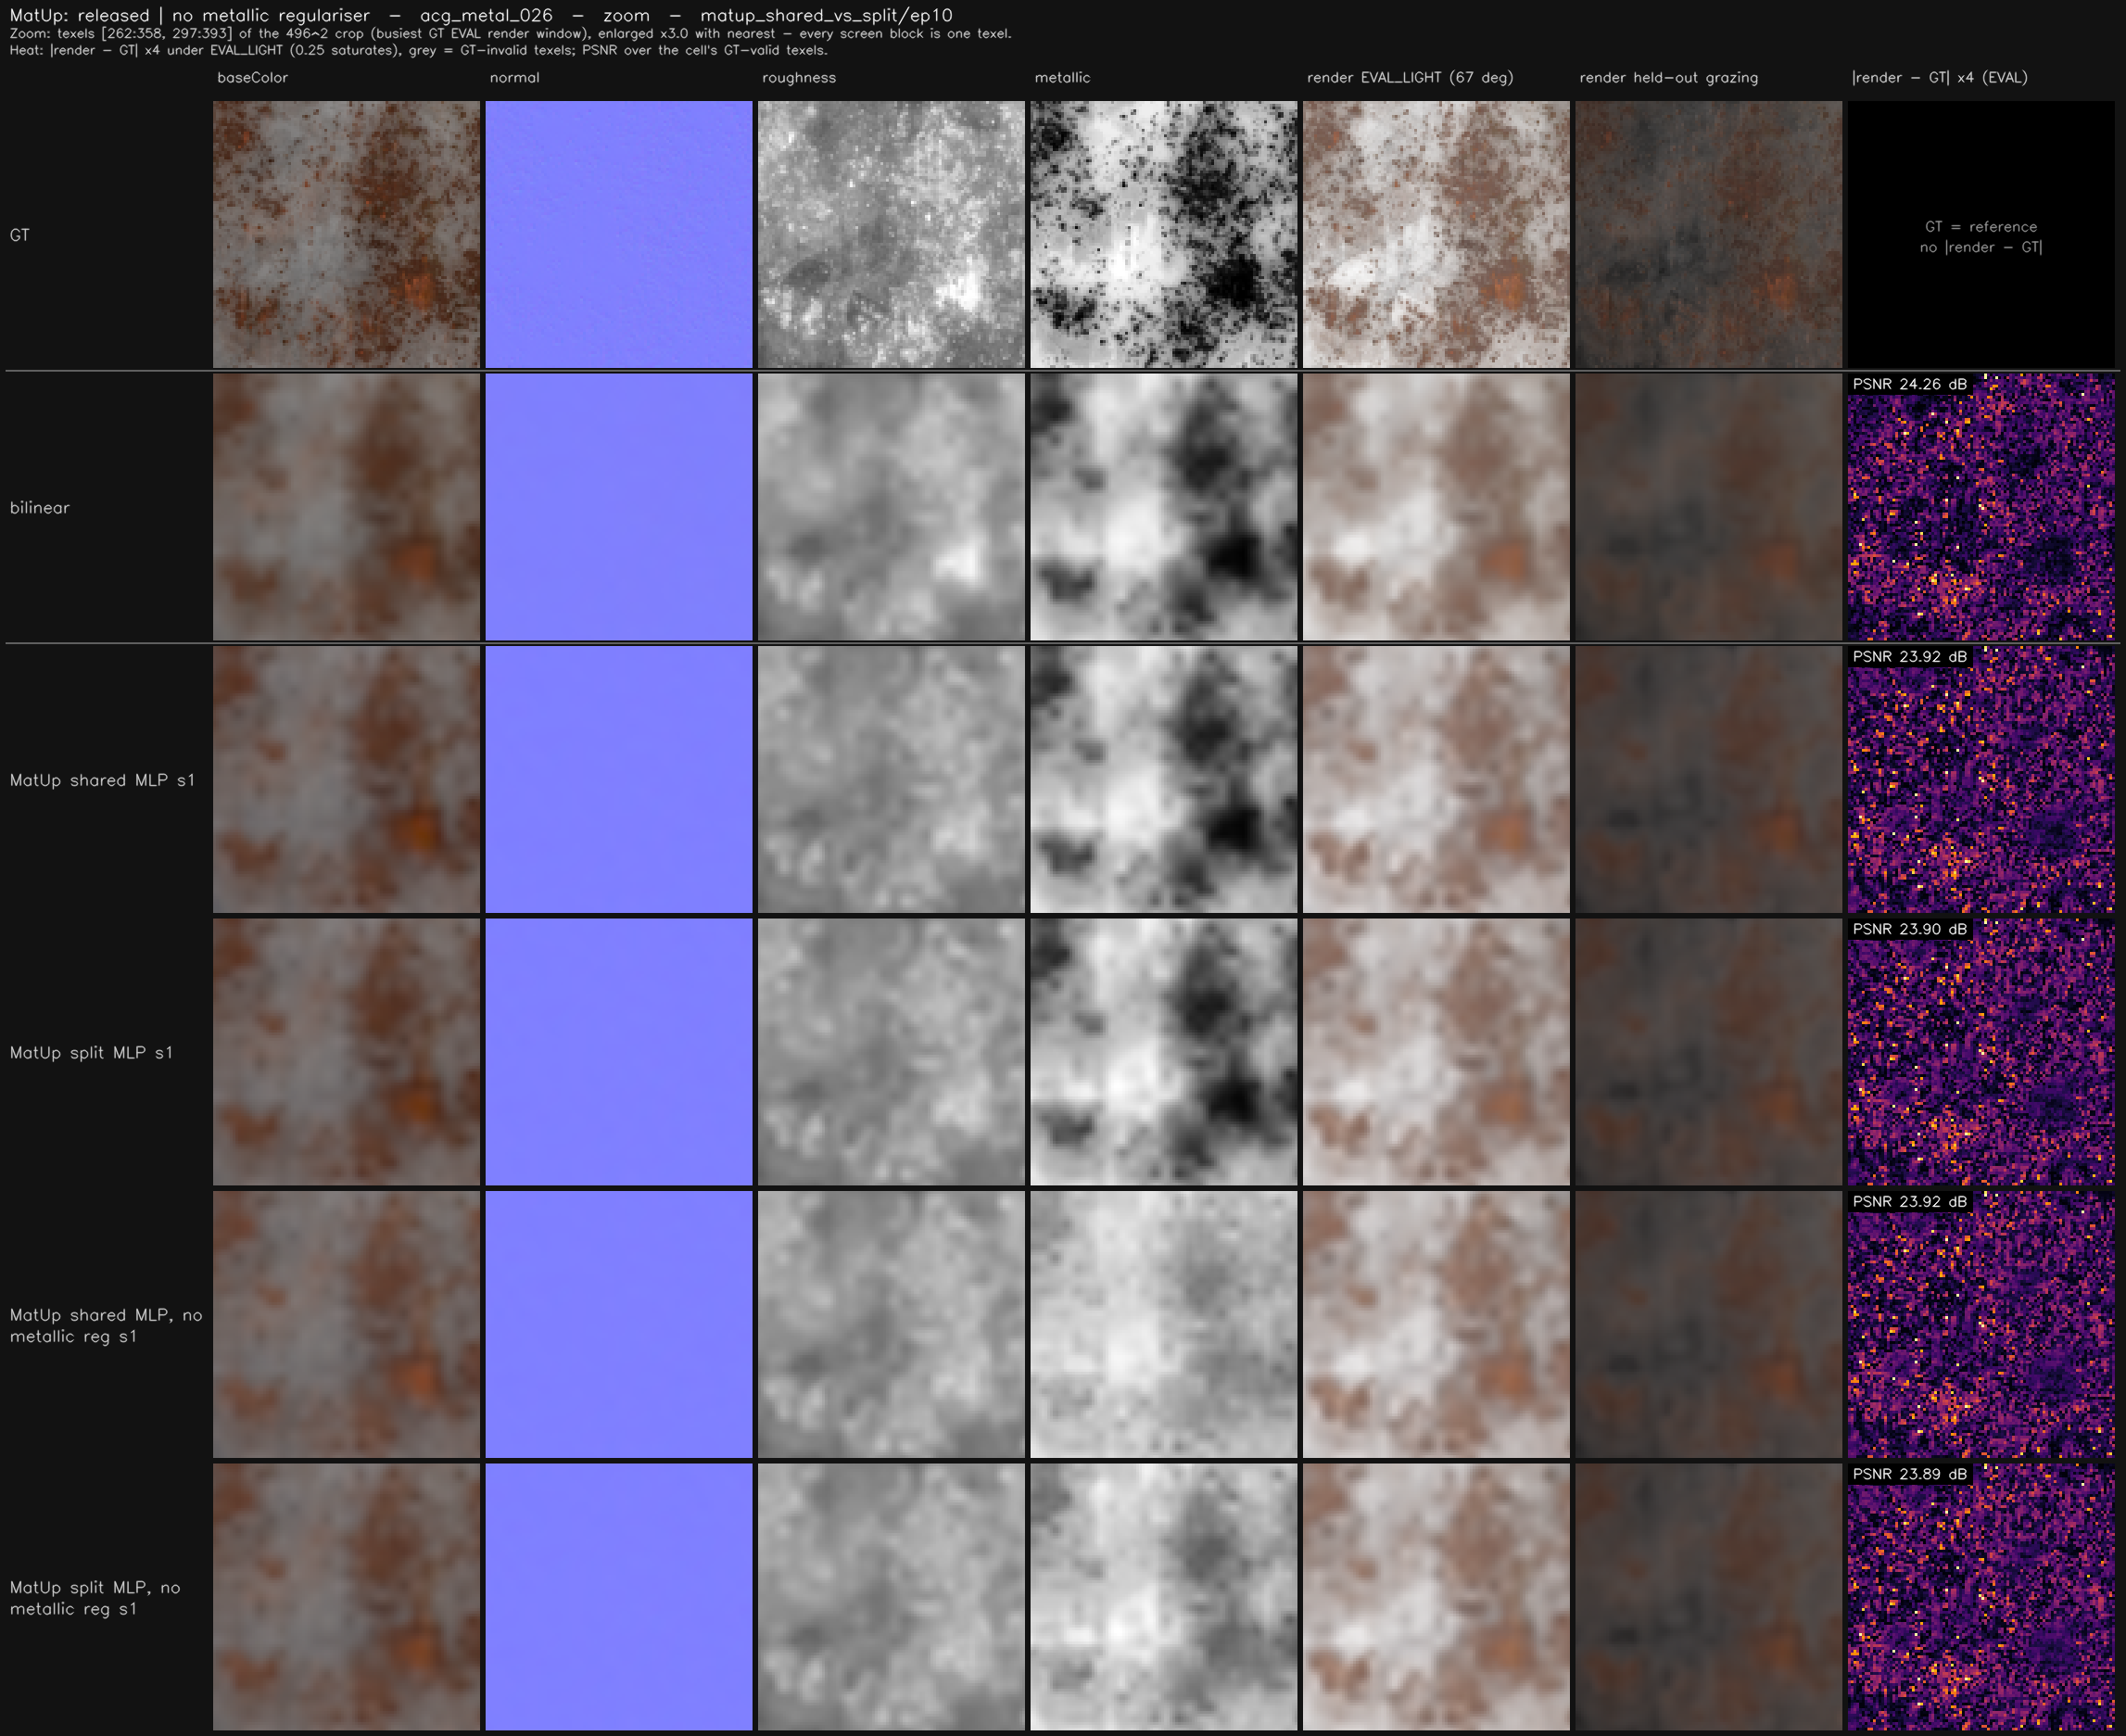 MatUp: released | no metallic regulariser — acg_metal_026 — zoom — matup_shared_vs_split/ep10
Zoom: texels [262:358, 297:393] of the 496^2 crop (busiest GT EVAL render window), enlarged x3.0 with nearest — every screen block is one texel.
Heat: |render — GT| x4 under EVAL_LIGHT (0.25 saturates), grey = GT-invalid texels; PSNR over the cell's GT-valid texels.
baseColor normal roughness metallic render EVAL_LIGHT (67 deg) render held-out grazing |render — GT| x4 (EVAL)
GT
GT = reference
no |render — GT|
bilinear
PSNR 24.26 dB
MatUp shared MLP s1
PSNR 23.92 dB
MatUp split MLP s1
PSNR 23.90 dB
MatUp shared MLP, no
metallic reg s1
PSNR 23.92 dB
MatUp split MLP, no
metallic reg s1
PSNR 23.89 dB